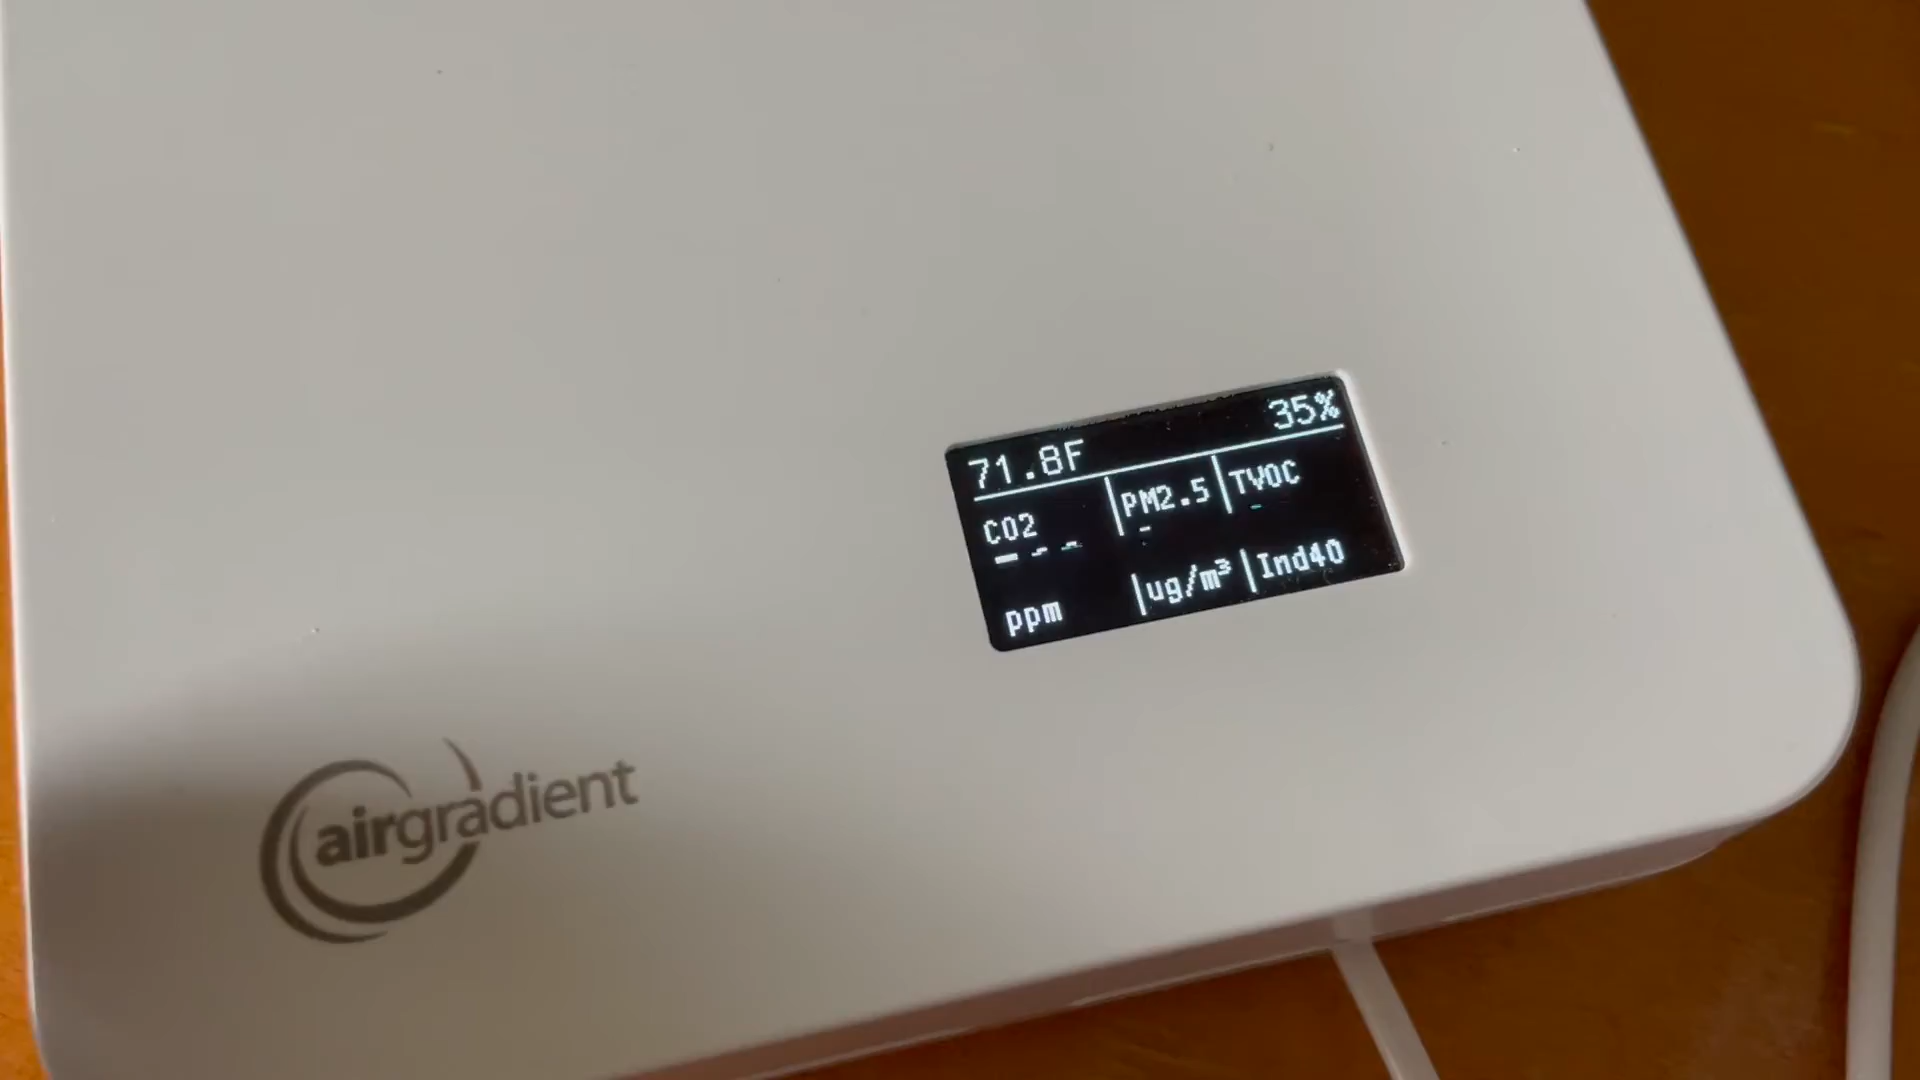 71.8F 35%
CO2 PM2.5 TVOC
ppm ug/m³ Ind40
airgradient